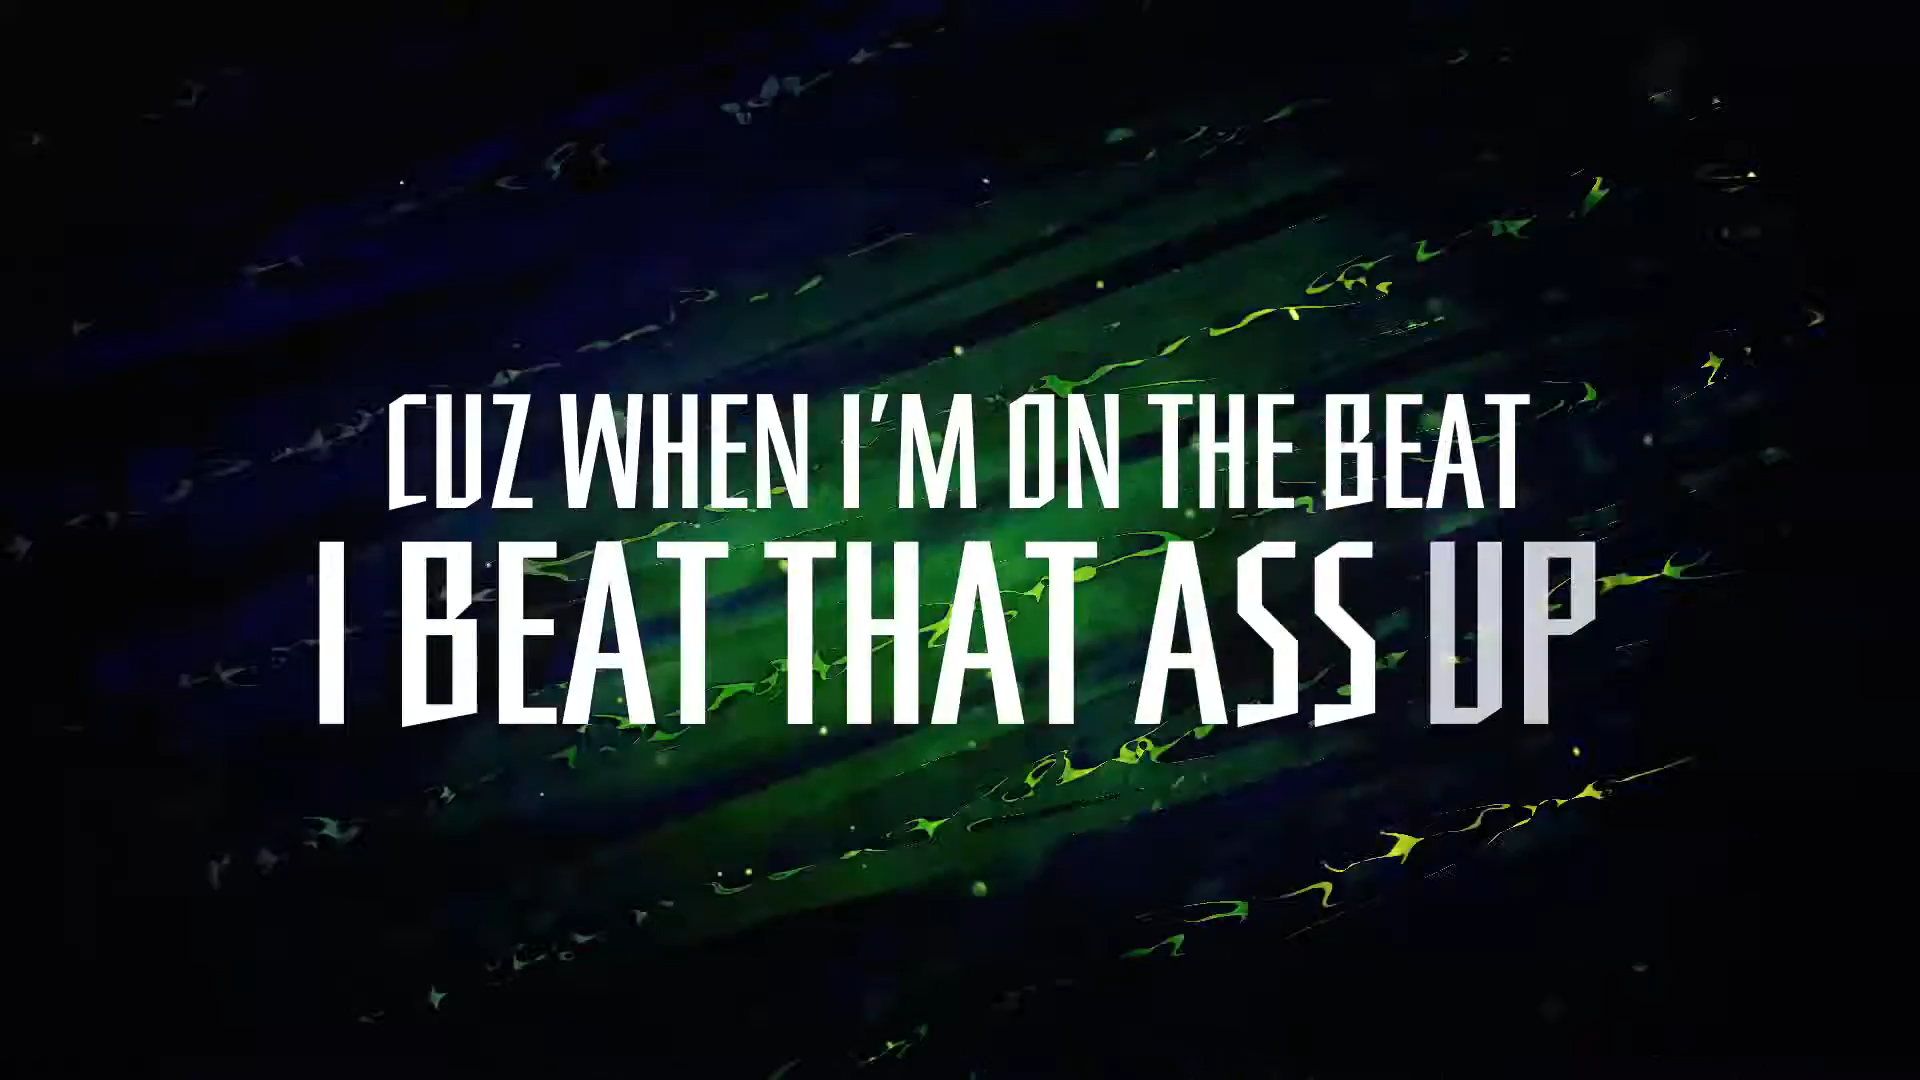 CUZ WHEN I'M ON THE BEAT
I BEAT THAT ASS UP